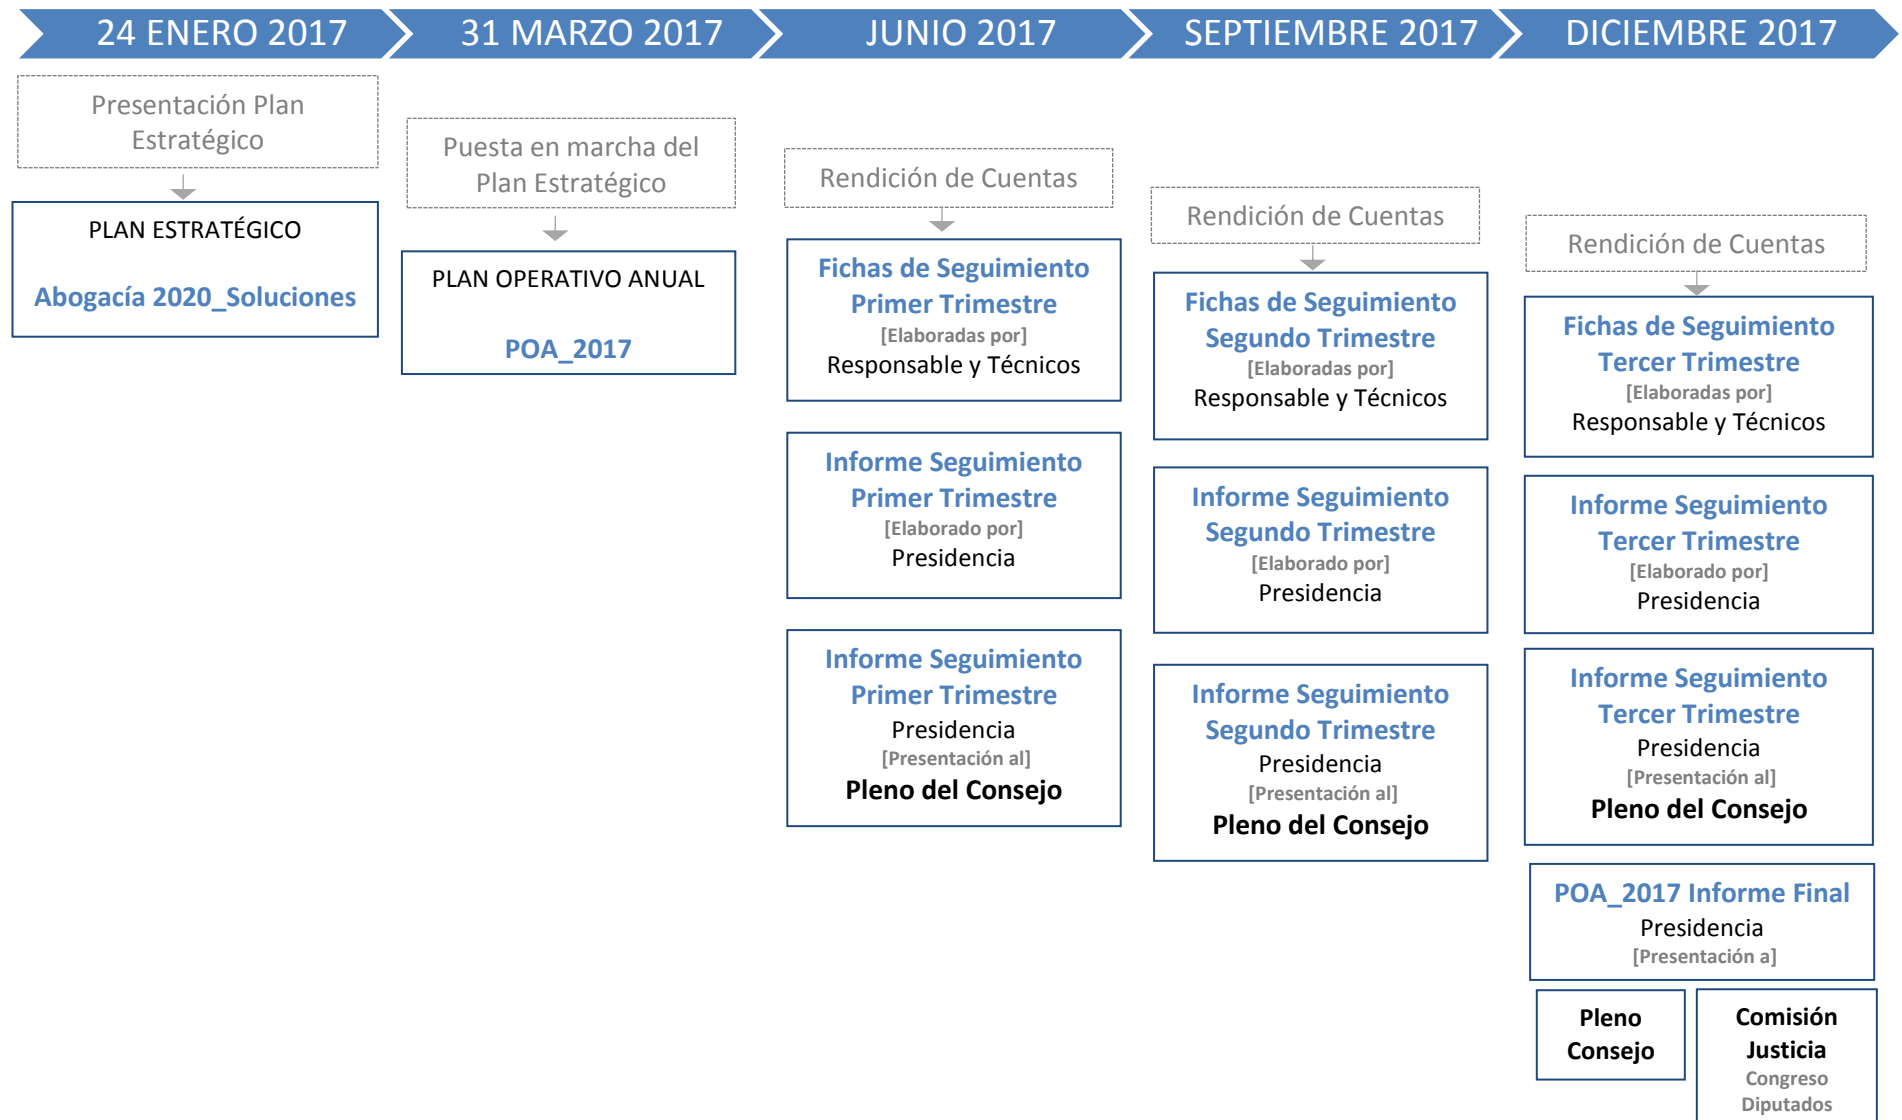 24 ENERO 2017
31 MARZO 2017
JUNIO 2017
SEPTIEMBRE 2017
DICIEMBRE 2017
Presentación Plan
Estratégico
PLAN ESTRATÉGICO
Abogacía 2020_Soluciones
Puesta en marcha del
Plan Estratégico
PLAN OPERATIVO ANUAL
POA_2017
Rendición de Cuentas
Fichas de Seguimiento
Primer Trimestre
[Elaboradas por]
Responsable y Técnicos
Informe Seguimiento
Primer Trimestre
[Elaborado por]
Presidencia
Informe Seguimiento
Primer Trimestre
Presidencia
[Presentación al]
Pleno del Consejo
Rendición de Cuentas
Fichas de Seguimiento
Segundo Trimestre
[Elaboradas por]
Responsable y Técnicos
Informe Seguimiento
Segundo Trimestre
[Elaborado por]
Presidencia
Informe Seguimiento
Segundo Trimestre
Presidencia
[Presentación al]
Pleno del Consejo
Rendición de Cuentas
Fichas de Seguimiento
Tercer Trimestre
[Elaboradas por]
Responsable y Técnicos
Informe Seguimiento
Tercer Trimestre
[Elaborado por]
Presidencia
Informe Seguimiento
Tercer Trimestre
Presidencia
[Presentación al]
Pleno del Consejo
POA_2017 Informe Final
Presidencia
[Presentación a]
Pleno
Consejo
Comisión
Justicia
Congreso
Diputados